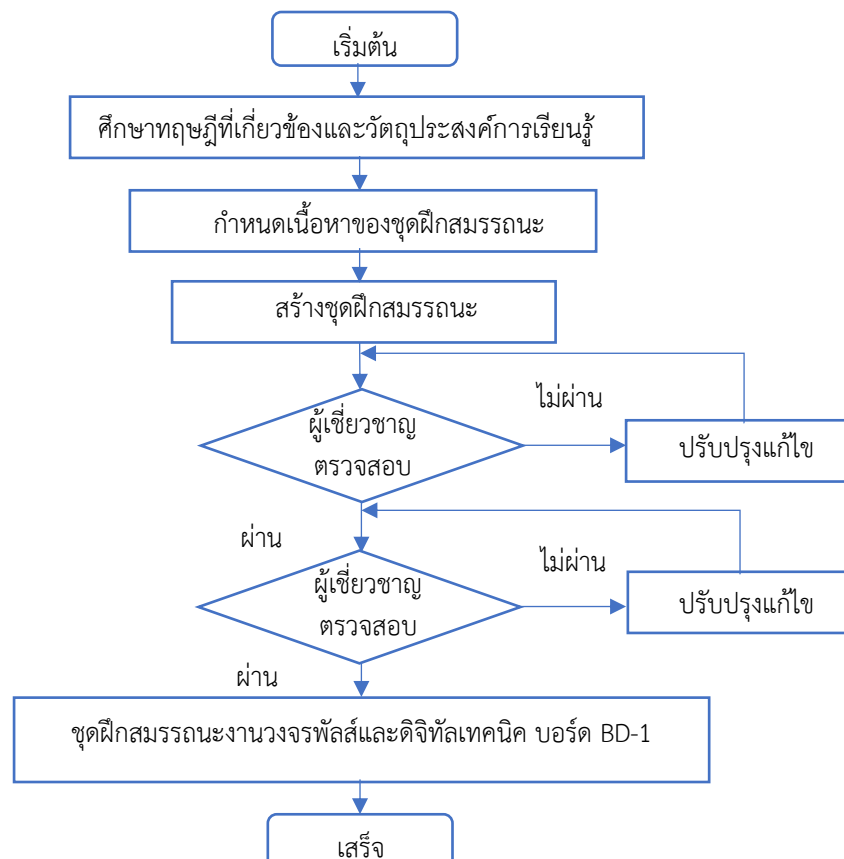 เริ่มต้น
ศึกษาทฤษฎีที่เกี่ยวข้องและวัตถุประสงค์การเรียนรู้
กำหนดเนื้อหาของชุดฝึกสมรรถนะ
สร้างชุดฝึกสมรรถนะ
ไม่ผ่าน
ผู้เชี่ยวชาญ
ตรวจสอบ
ปรับปรุงแก้ไข
ผ่าน
ไม่ผ่าน
ผู้เชี่ยวชาญ
ตรวจสอบ
ปรับปรุงแก้ไข
ผ่าน
ชุดฝึกสมรรถนะงานวงจรพัลส์และดิจิทัลเทคนิค บอร์ด BD-1
เสร็จ